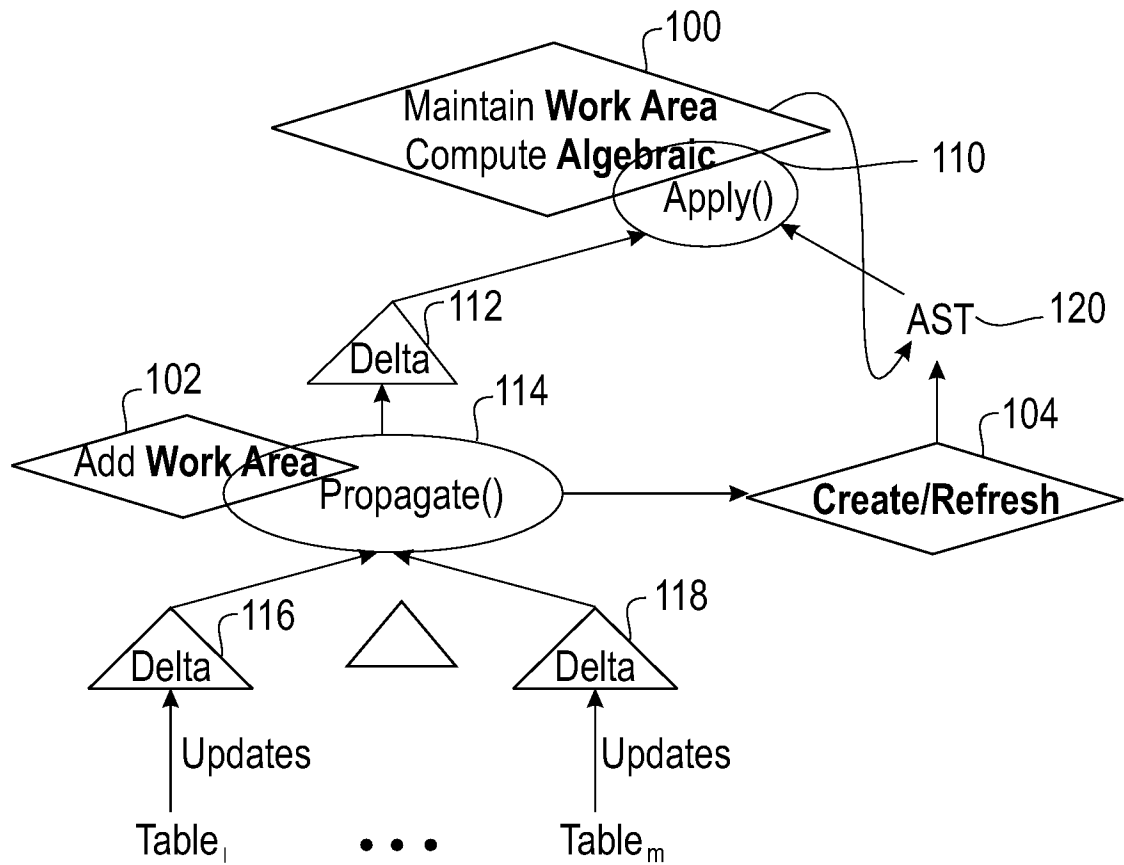 100
Maintain Work Area
Compute Algebraic
110
Apply()
112
Delta
AST
120
102
114
104
Add Work Area
Propagate()
Create/Refresh
116
118
Delta
Delta
Updates
Updates
Table l
• • •
Table m